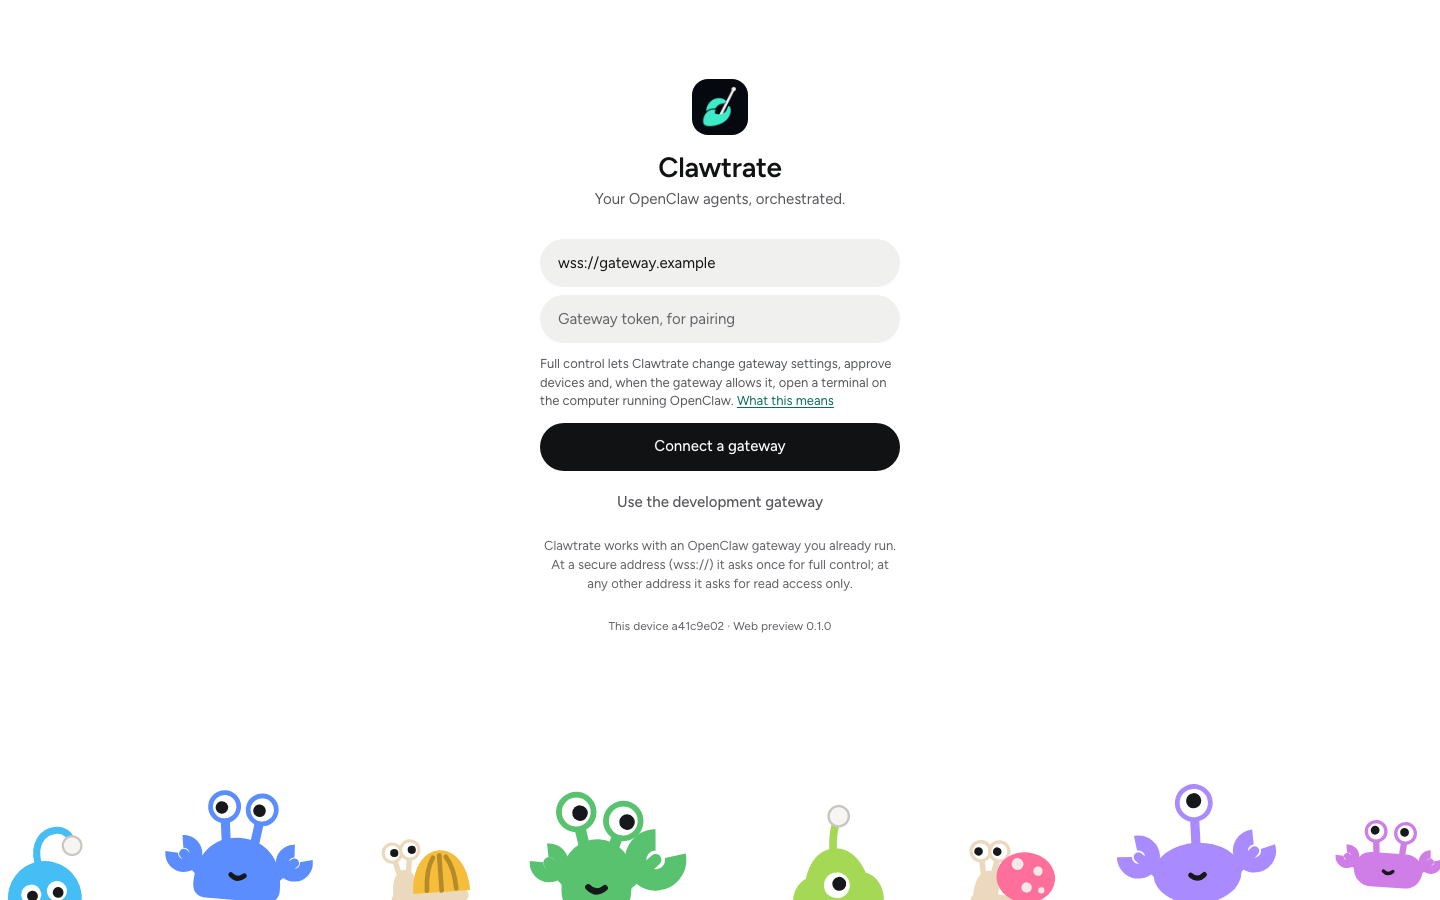 Clawtrate
Your OpenClaw agents, orchestrated.
wss://gateway.example
Gateway token, for pairing
Full control lets Clawtrate change gateway settings, approve
devices and, when the gateway allows it, open a terminal on
the computer running OpenClaw. What this means
Connect a gateway
Use the development gateway
Clawtrate works with an OpenClaw gateway you already run.
At a secure address (wss://) it asks once for full control; at
any other address it asks for read access only.
This device a41c9e02 · Web preview 0.1.0